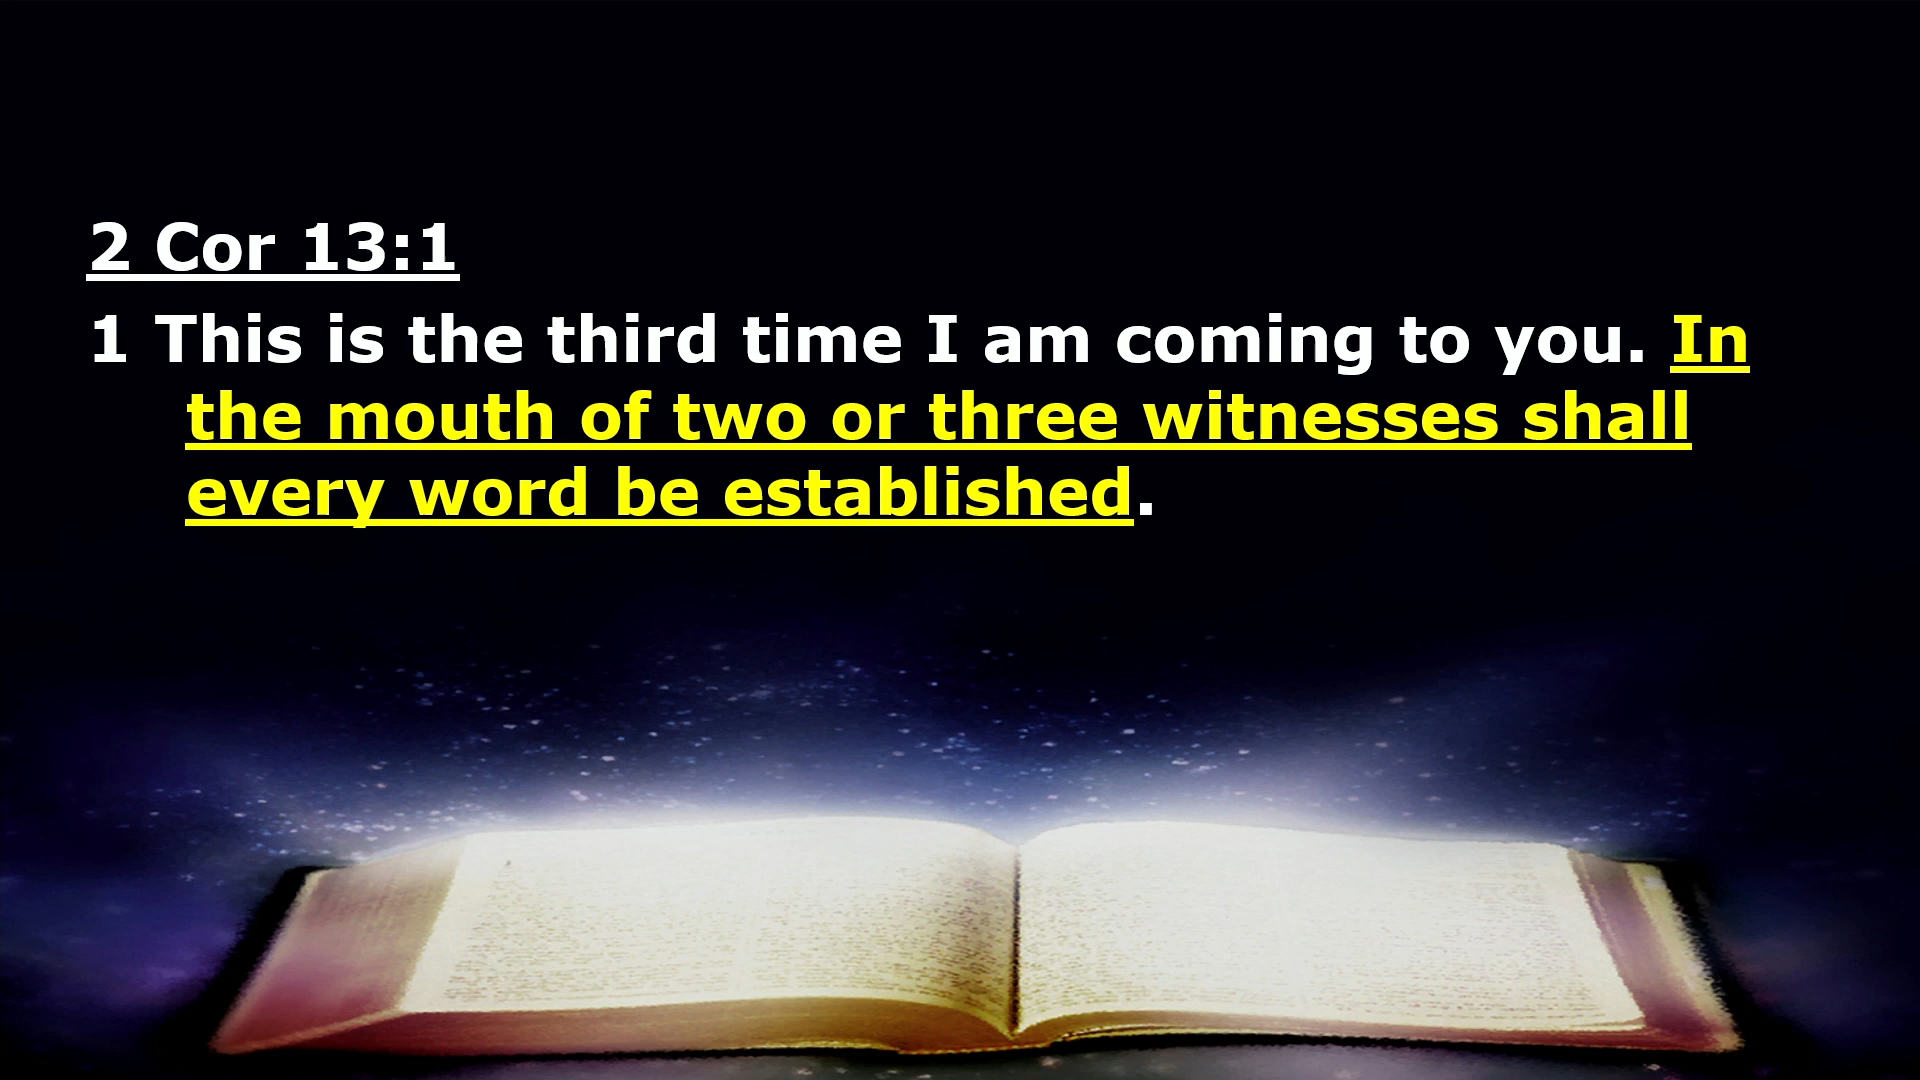 2 Cor 13:1
1 This is the third time I am coming to you. In
the mouth of two or three witnesses shall
every word be established.